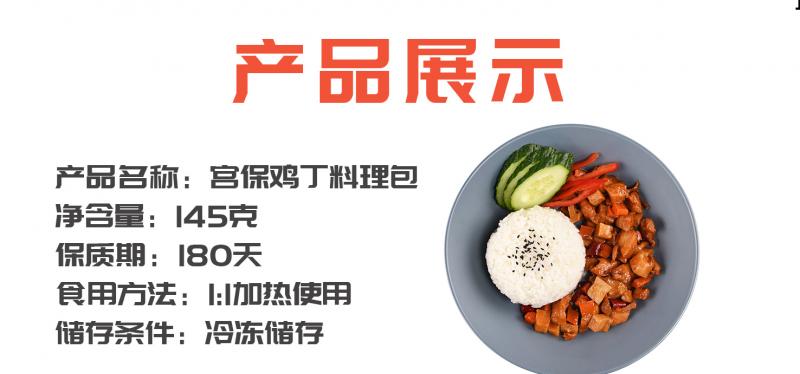 产品展示
产品名称：宫保鸡丁料理包
净含量：145克
保质期：180天
食用方法：1:1加热使用
储存条件：冷冻储存